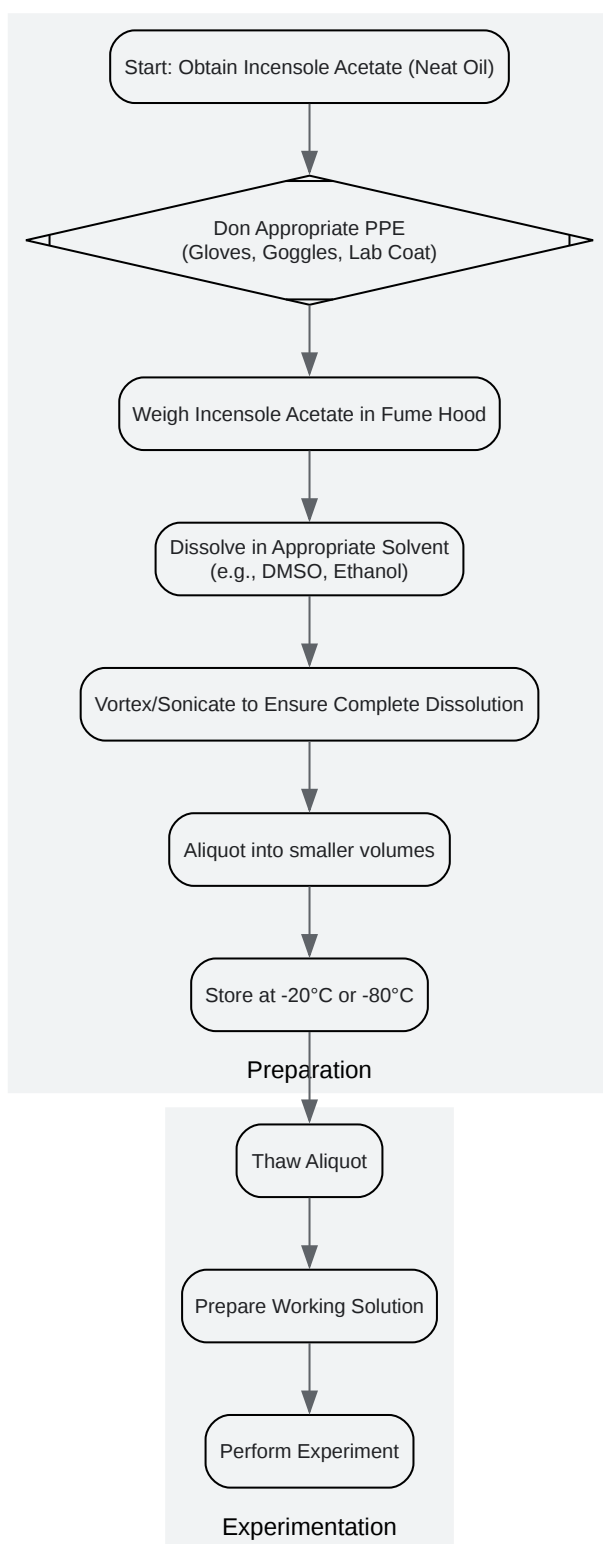 Start: Obtain Incensole Acetate (Neat Oil)
Don Appropriate PPE
(Gloves, Goggles, Lab Coat)
Weigh Incensole Acetate in Fume Hood
Dissolve in Appropriate Solvent
(e.g., DMSO, Ethanol)
Vortex/Sonicate to Ensure Complete Dissolution
Aliquot into smaller volumes
Store at -20°C or -80°C
Preparation
Thaw Aliquot
Prepare Working Solution
Perform Experiment
Experimentation